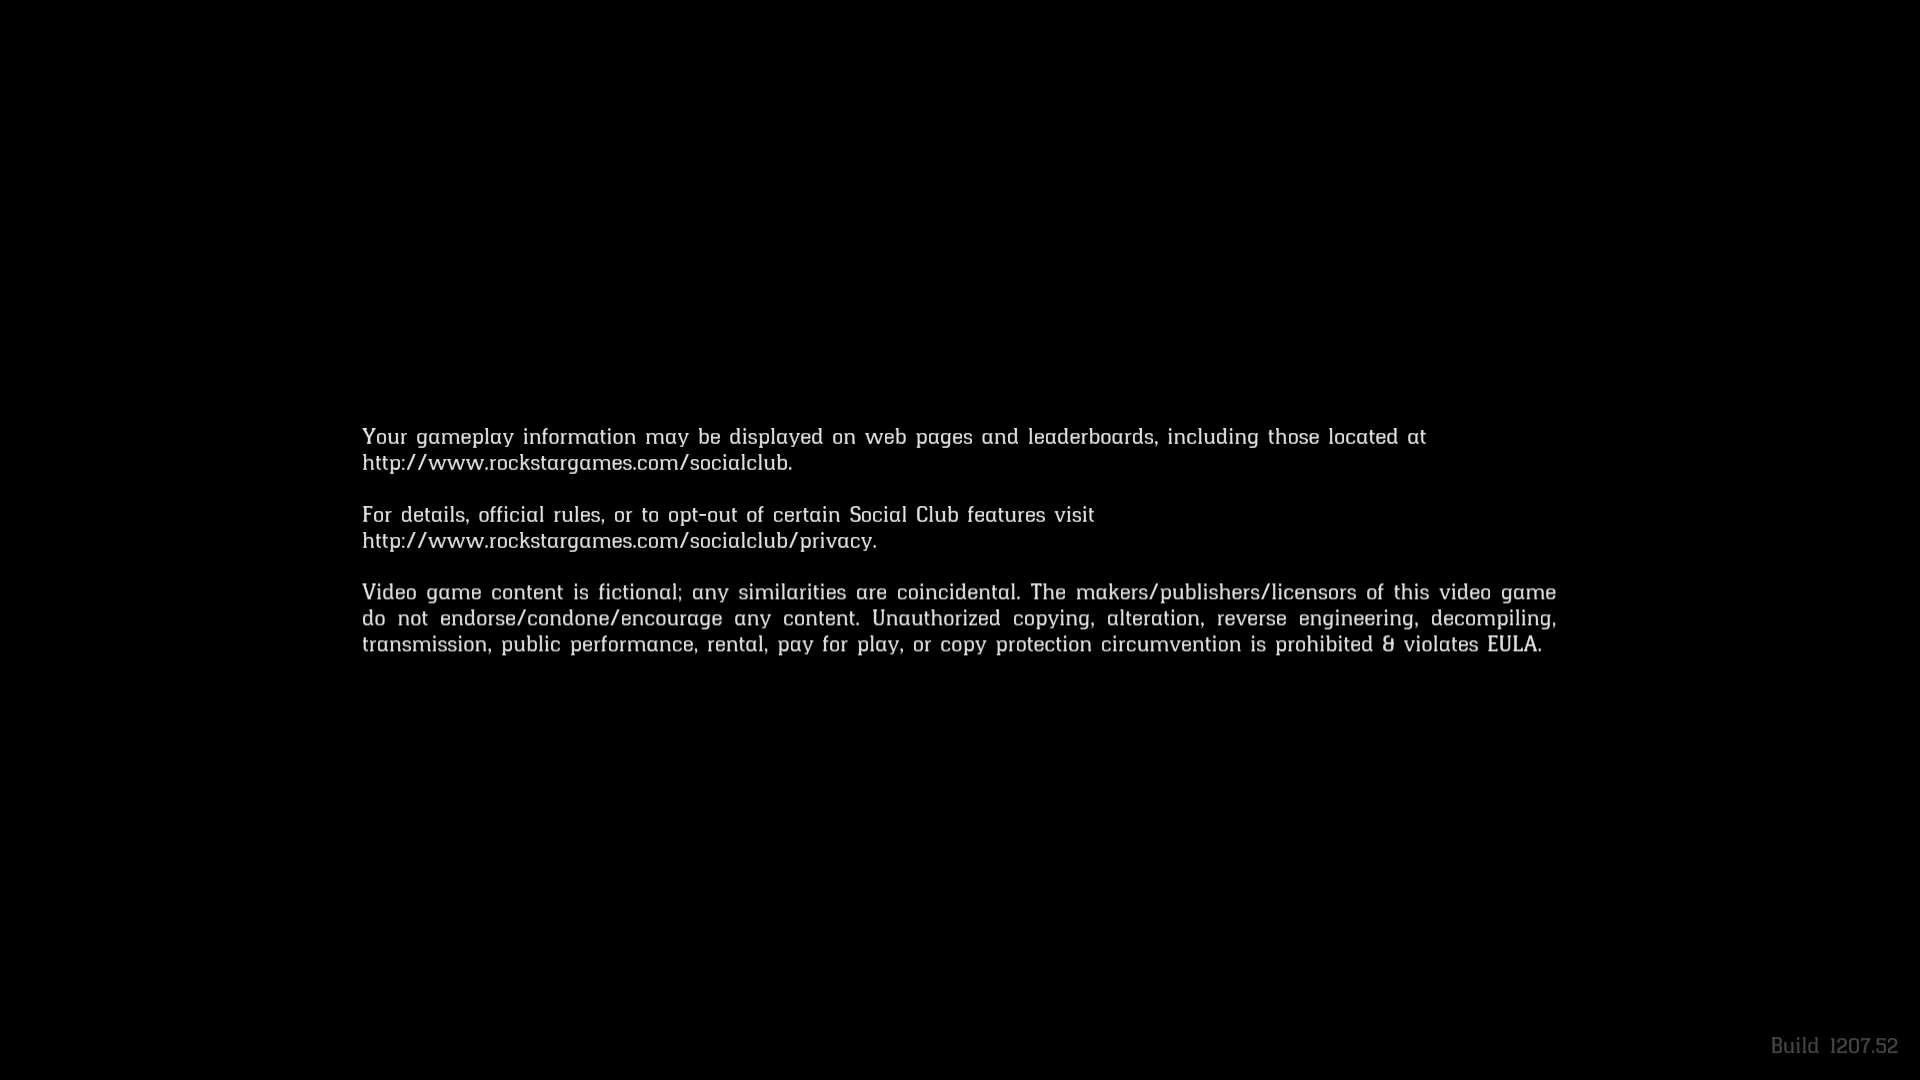 Your gameplay information may be displayed on web pages and leaderboards, including those located at
http://www.rockstargames.com/socialclub.
For details, official rules, or to opt-out of certain Social Club features visit
http://www.rockstargames.com/socialclub/privacy.
Video game content is fictional; any similarities are coincidental. The makers/publishers/licensors of this video game
do not endorse/condone/encourage any content. Unauthorized copying, alteration, reverse engineering, decompiling,
transmission, public performance, rental, pay for play, or copy protection circumvention is prohibited & violates EULA.
Build 1207.52